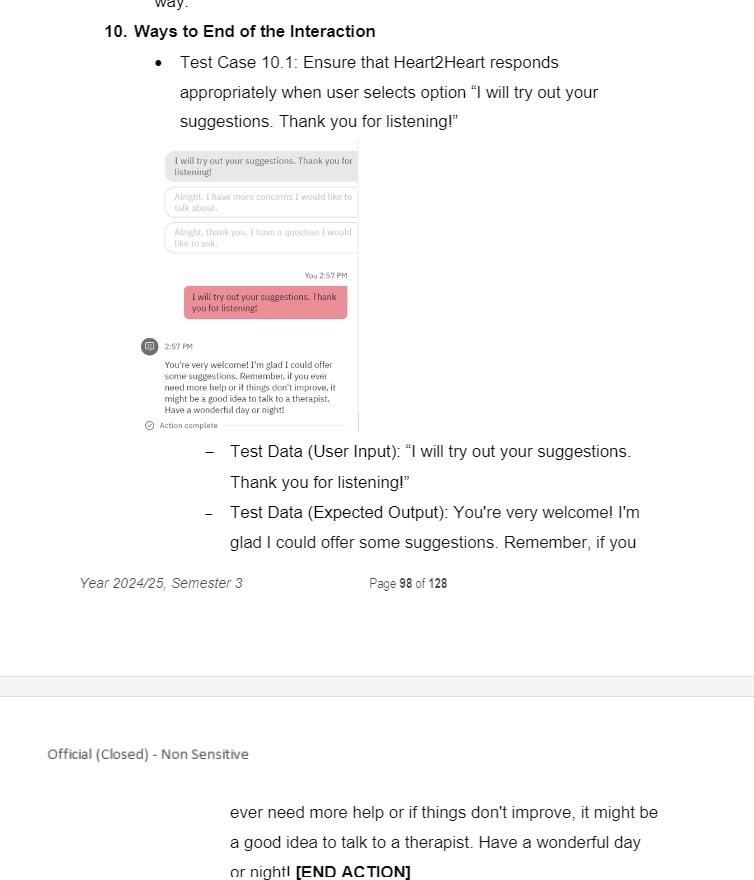 way.
10. Ways to End of the Interaction
• Test Case 10.1: Ensure that Heart2Heart responds
appropriately when user selects option “I will try out your
suggestions. Thank you for listening!”
I will try out your suggestions. Thank you for
listening!
Alright. I have more concerns I would like to
talk about.
Alright, thank you. I have a question I would
like to ask.
You 2:57 PM
I will try out your suggestions. Thank
you for listening!
2:57 PM
You're very welcome! I'm glad I could offer
some suggestions. Remember, if you ever
need more help or if things don't improve, it
might be a good idea to talk to a therapist.
Have a wonderful day or night!
Action complete
– Test Data (User Input): “I will try out your suggestions.
Thank you for listening!”
– Test Data (Expected Output): You're very welcome! I'm
glad I could offer some suggestions. Remember, if you
Year 2024/25, Semester 3 Page 98 of 128
Official (Closed) - Non Sensitive
ever need more help or if things don't improve, it might be
a good idea to talk to a therapist. Have a wonderful day
or night! [END ACTION]